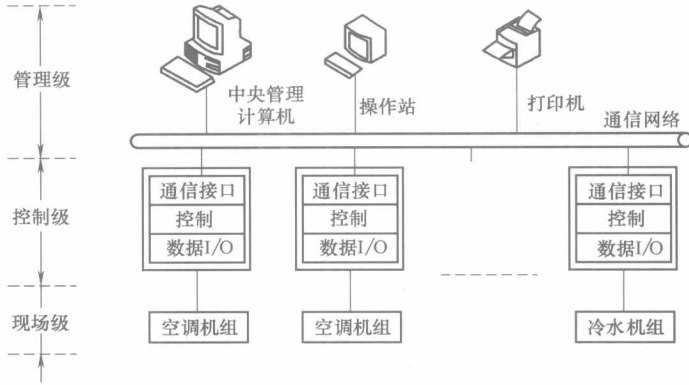 管理级
中央管理
计算机
操作站
打印机
通信网络
控制级
通信接口
控制
数据I/O
通信接口
控制
数据I/O
通信接口
控制
数据I/O
现场级
空调机组
空调机组
冷水机组